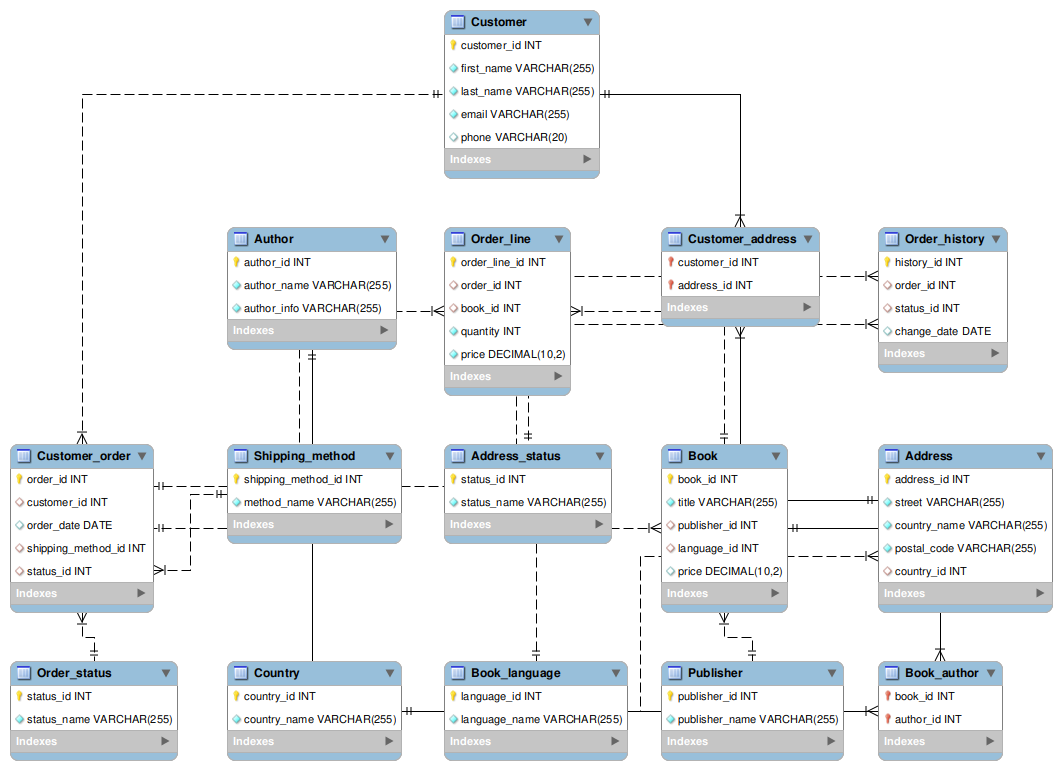 Customer
customer_id INT
first_name VARCHAR(255)
last_name VARCHAR(255)
email VARCHAR(255)
phone VARCHAR(20)
Indexes
Author
author_id INT
author_name VARCHAR(255)
author_info VARCHAR(255)
Indexes
Order_line
order_line_id INT
order_id INT
book_id INT
quantity INT
price DECIMAL(10,2)
Indexes
Customer_address
customer_id INT
address_id INT
Indexes
Order_history
history_id INT
order_id INT
status_id INT
change_date DATE
Indexes
Customer_order
order_id INT
customer_id INT
order_date DATE
shipping_method_id INT
status_id INT
Indexes
Shipping_method
shipping_method_id INT
method_name VARCHAR(255)
Indexes
Address_status
status_id INT
status_name VARCHAR(255)
Indexes
Book
book_id INT
title VARCHAR(255)
publisher_id INT
language_id INT
price DECIMAL(10,2)
Indexes
Address
address_id INT
street VARCHAR(255)
country_name VARCHAR(255)
postal_code VARCHAR(255)
country_id INT
Indexes
Order_status
status_id INT
status_name VARCHAR(255)
Indexes
Country
country_id INT
country_name VARCHAR(255)
Indexes
Book_language
language_id INT
language_name VARCHAR(255)
Indexes
Publisher
publisher_id INT
publisher_name VARCHAR(255)
Indexes
Book_author
book_id INT
author_id INT
Indexes